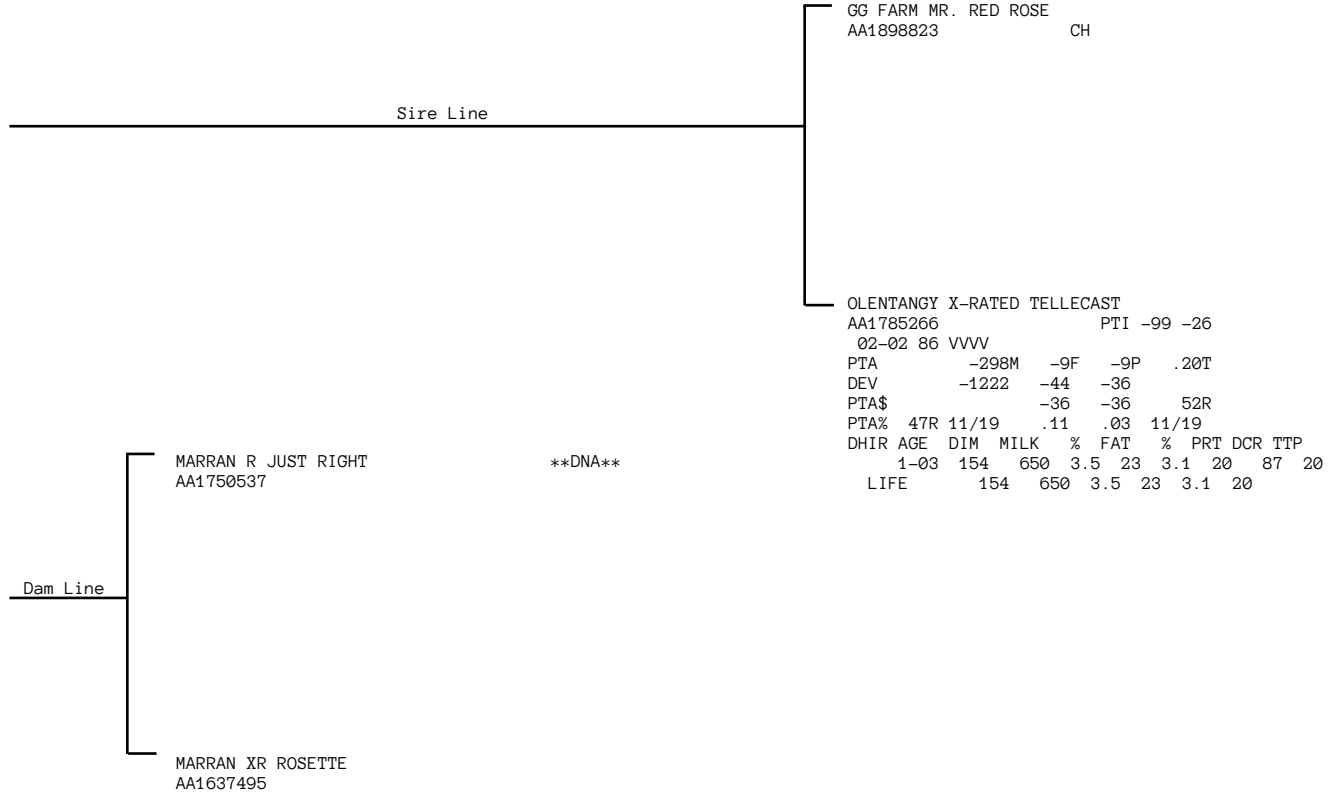 GG FARM MR. RED ROSE
AA1898823 CH
Sire Line
OLENTANGY X-RATED TELLECAST
AA1785266 PTI -99 -26
02-02 86 VVVV
PTA -298M -9F -9P .20T
DEV -1222 -44 -36
PTA$ -36 -36 52R
PTA% 47R 11/19 .11 .03 11/19
DHIR AGE DIM MILK % FAT % PRT DCR TTP
1-03 154 650 3.5 23 3.1 20 87 20
LIFE 154 650 3.5 23 3.1 20
MARRAN R JUST RIGHT **DNA**
AA1750537
Dam Line
MARRAN XR ROSETTE
AA1637495